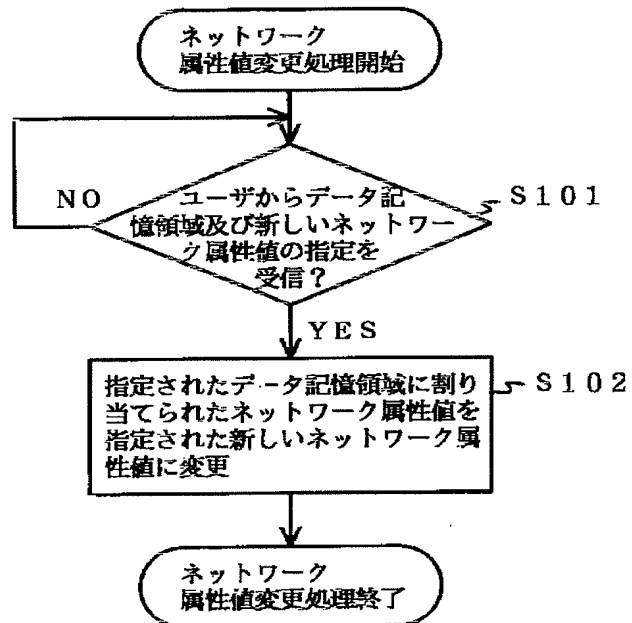 ネットワーク
属性値変更処理開始
NO
ユーザからデータ記
憶領域及び新しいネットワー
ク属性値の指定を
受信？
S101
YES
指定されたデータ記憶領域に割り
当てられたネットワーク属性値を
指定された新しいネットワーク属
性値に変更
S102
ネットワーク
属性値変更処理終了